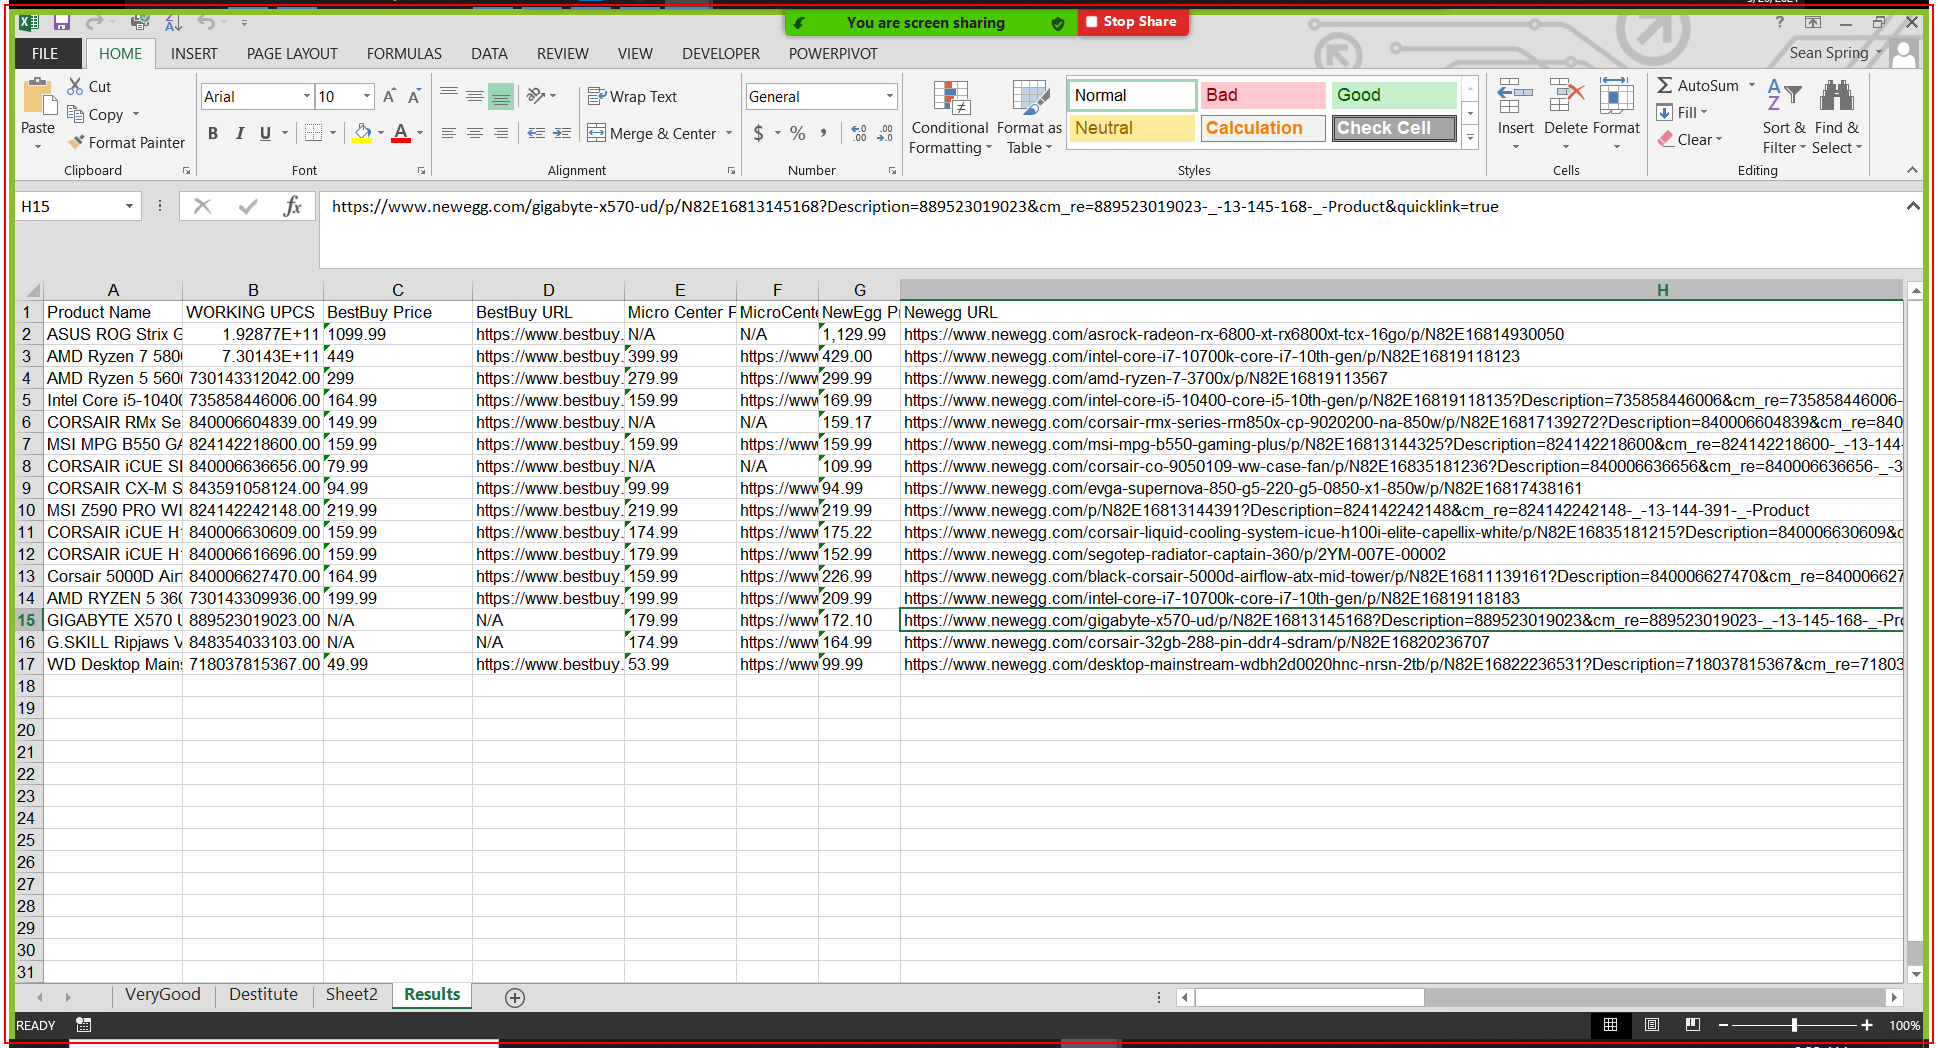 You are screen sharing
Stop Share
FILE HOME INSERT PAGE LAYOUT FORMULAS DATA REVIEW VIEW DEVELOPER POWERPIVOT
Sean Spring
Paste
Cut
Copy
Format Painter
Clipboard
Arial 10
B I U
Font
Wrap Text
Merge & Center
Alignment
General
$ % ,
Number
Conditional Formatting
Format as Table
Normal Bad Good
Neutral Calculation Check Cell
Styles
Insert Delete Format
Cells
AutoSum
Fill
Clear
Sort & Filter
Find & Select
Editing
H15
fx
https://www.newegg.com/gigabyte-x570-ud/p/N82E16813145168?Description=889523019023&cm_re=889523019023-_-13-145-168-_-Product&quicklink=true
A B C D E F G H
1 Product Name WORKING UPCS BestBuy Price BestBuy URL Micro Center P MicroCente NewEgg Pr Newegg URL
2 ASUS ROG Strix G 1.92877E+11 1099.99 https://www.bestbuy. N/A N/A 1,129.99 https://www.newegg.com/asrock-radeon-rx-6800-xt-rx6800xt-tcx-16go/p/N82E16814930050
3 AMD Ryzen 7 580 7.30143E+11 449 https://www.bestbuy. 399.99 https://www 429.00 https://www.newegg.com/intel-core-i7-10700k-core-i7-10th-gen/p/N82E16819118123
4 AMD Ryzen 5 560 730143312042.00 299 https://www.bestbuy. 279.99 https://www 299.99 https://www.newegg.com/amd-ryzen-7-3700x/p/N82E16819113567
5 Intel Core i5-10400 735858446006.00 164.99 https://www.bestbuy. 159.99 https://www 169.99 https://www.newegg.com/intel-core-i5-10400-core-i5-10th-gen/p/N82E16819118135?Description=735858446006&cm_re=735858446006-
6 CORSAIR RMx Se 840006604839.00 149.99 https://www.bestbuy. N/A N/A 159.17 https://www.newegg.com/corsair-rmx-series-rm850x-cp-9020200-na-850w/p/N82E16817139272?Description=840006604839&cm_re=8400
7 MSI MPG B550 GA 824142218600.00 159.99 https://www.bestbuy. 159.99 https://www 159.99 https://www.newegg.com/msi-mpg-b550-gaming-plus/p/N82E16813144325?Description=824142218600&cm_re=824142218600-_-13-144-
8 CORSAIR iCUE SI 840006636656.00 79.99 https://www.bestbuy. N/A N/A 109.99 https://www.newegg.com/corsair-co-9050109-ww-case-fan/p/N82E16835181236?Description=840006636656&cm_re=840006636656-_-3
9 CORSAIR CX-M S 843591058124.00 94.99 https://www.bestbuy. 99.99 https://www 94.99 https://www.newegg.com/evga-supernova-850-g5-220-g5-0850-x1-850w/p/N82E16817438161
10 MSI Z590 PRO WI 824142242148.00 219.99 https://www.bestbuy. 219.99 https://www 219.99 https://www.newegg.com/p/N82E16813144391?Description=824142242148&cm_re=824142242148-_-13-144-391-_-Product
11 CORSAIR iCUE H 840006630609.00 159.99 https://www.bestbuy. 174.99 https://www 175.22 https://www.newegg.com/corsair-liquid-cooling-system-icue-h100i-elite-capellix-white/p/N82E16835181215?Description=840006630609&c
12 CORSAIR iCUE H 840006616696.00 159.99 https://www.bestbuy. 179.99 https://www 152.99 https://www.newegg.com/segotep-radiator-captain-360/p/2YM-007E-00002
13 Corsair 5000D Air 840006627470.00 164.99 https://www.bestbuy. 159.99 https://www 226.99 https://www.newegg.com/black-corsair-5000d-airflow-atx-mid-tower/p/N82E16811139161?Description=840006627470&cm_re=840006627
14 AMD RYZEN 5 360 730143309936.00 199.99 https://www.bestbuy. 199.99 https://www 209.99 https://www.newegg.com/intel-core-i7-10700k-core-i7-10th-gen/p/N82E16819118183
15 GIGABYTE X570 U 889523019023.00 N/A N/A 179.99 https://www 172.10 https://www.newegg.com/gigabyte-x570-ud/p/N82E16813145168?Description=889523019023&cm_re=889523019023-_-13-145-168-_-Pro
16 G.SKILL Ripjaws V 848354033103.00 N/A N/A 174.99 https://www 164.99 https://www.newegg.com/corsair-32gb-288-pin-ddr4-sdram/p/N82E16820236707
17 WD Desktop Mains 718037815367.00 49.99 https://www.bestbuy. 53.99 https://www 99.99 https://www.newegg.com/desktop-mainstream-wdbh2d0020hnc-nrsn-2tb/p/N82E16822236531?Description=718037815367&cm_re=71803
18
19
20
21
22
23
24
25
26
27
28
29
30
31
VeryGood Destitute Sheet2 Results
READY
100%